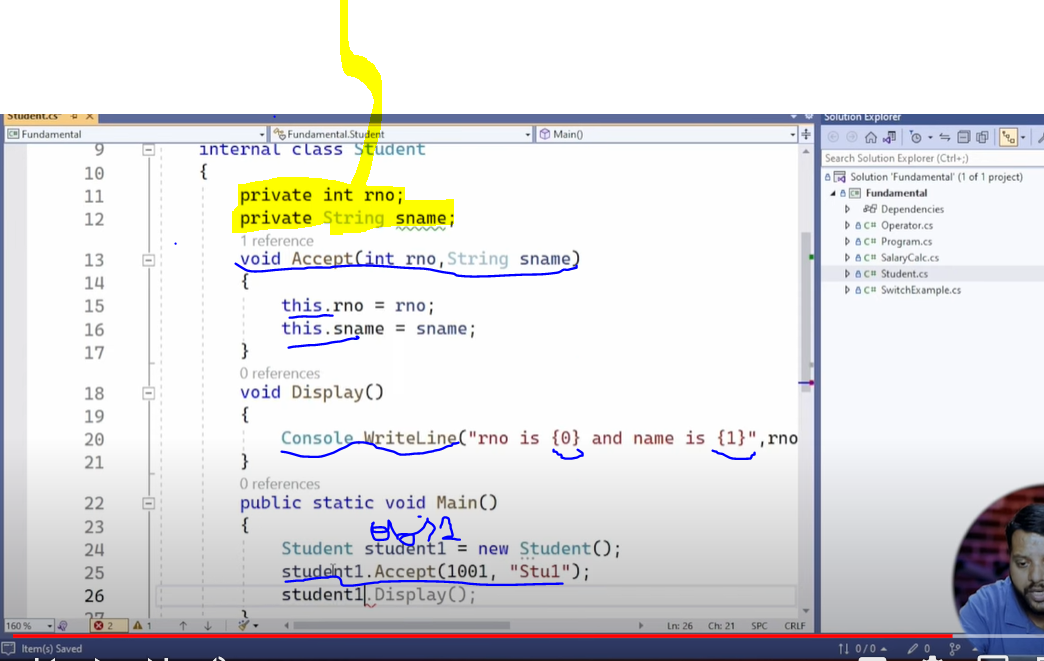 Student.cs*
Solution Explorer
Fundamental
Fundamental.Student
Main()
Search Solution Explorer (Ctrl+;)
Solution 'Fundamental' (1 of 1 project)
Fundamental
Dependencies
Operator.cs
Program.cs
SalaryCalc.cs
Student.cs
SwitchExample.cs
9 internal class Student
10 {
11 private int rno;
12 private String sname;
1 reference
13 void Accept(int rno,String sname)
14 {
15 this.rno = rno;
16 this.sname = sname;
17 }
0 references
18 void Display()
19 {
20 Console.WriteLine("rno is {0} and name is {1}",rno
21 }
0 references
22 public static void Main()
23 {
24 Student student1 = new Student();
25 student1.Accept(1001, "Stu1");
26 student1.Display();
27 }
160 % 2 1 Ln: 26 Ch: 21 SPC CRLF
Item(s) Saved 0 / 0 0